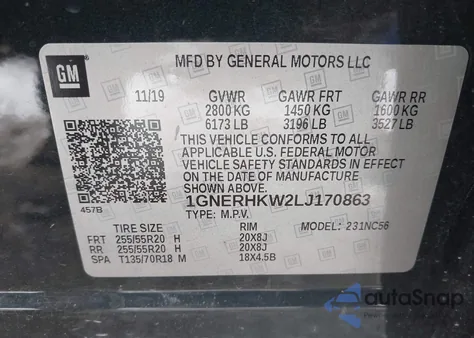 GM
MFD BY GENERAL MOTORS LLC
11/19 GVWR GAWR FRT GAWR RR
2800 KG 1450 KG 1600 KG
6173 LB 3196 LB 3527 LB
THIS VEHICLE CONFORMS TO ALL
APPLICABLE U.S. FEDERAL MOTOR
VEHICLE SAFETY STANDARDS IN EFFECT
ON THE DATE OF MANUFACTURE
SHOWN ABOVE.
1GNERHKW2LJ170863
TYPE: M.P.V. MODEL: 231NC56
457B
TIRE SIZE RIM
FRT 255/55R20 H 20X8J
RR 255/55R20 H 20X8J
SPA T135/70R18 M 18X4.5B
autoSnap